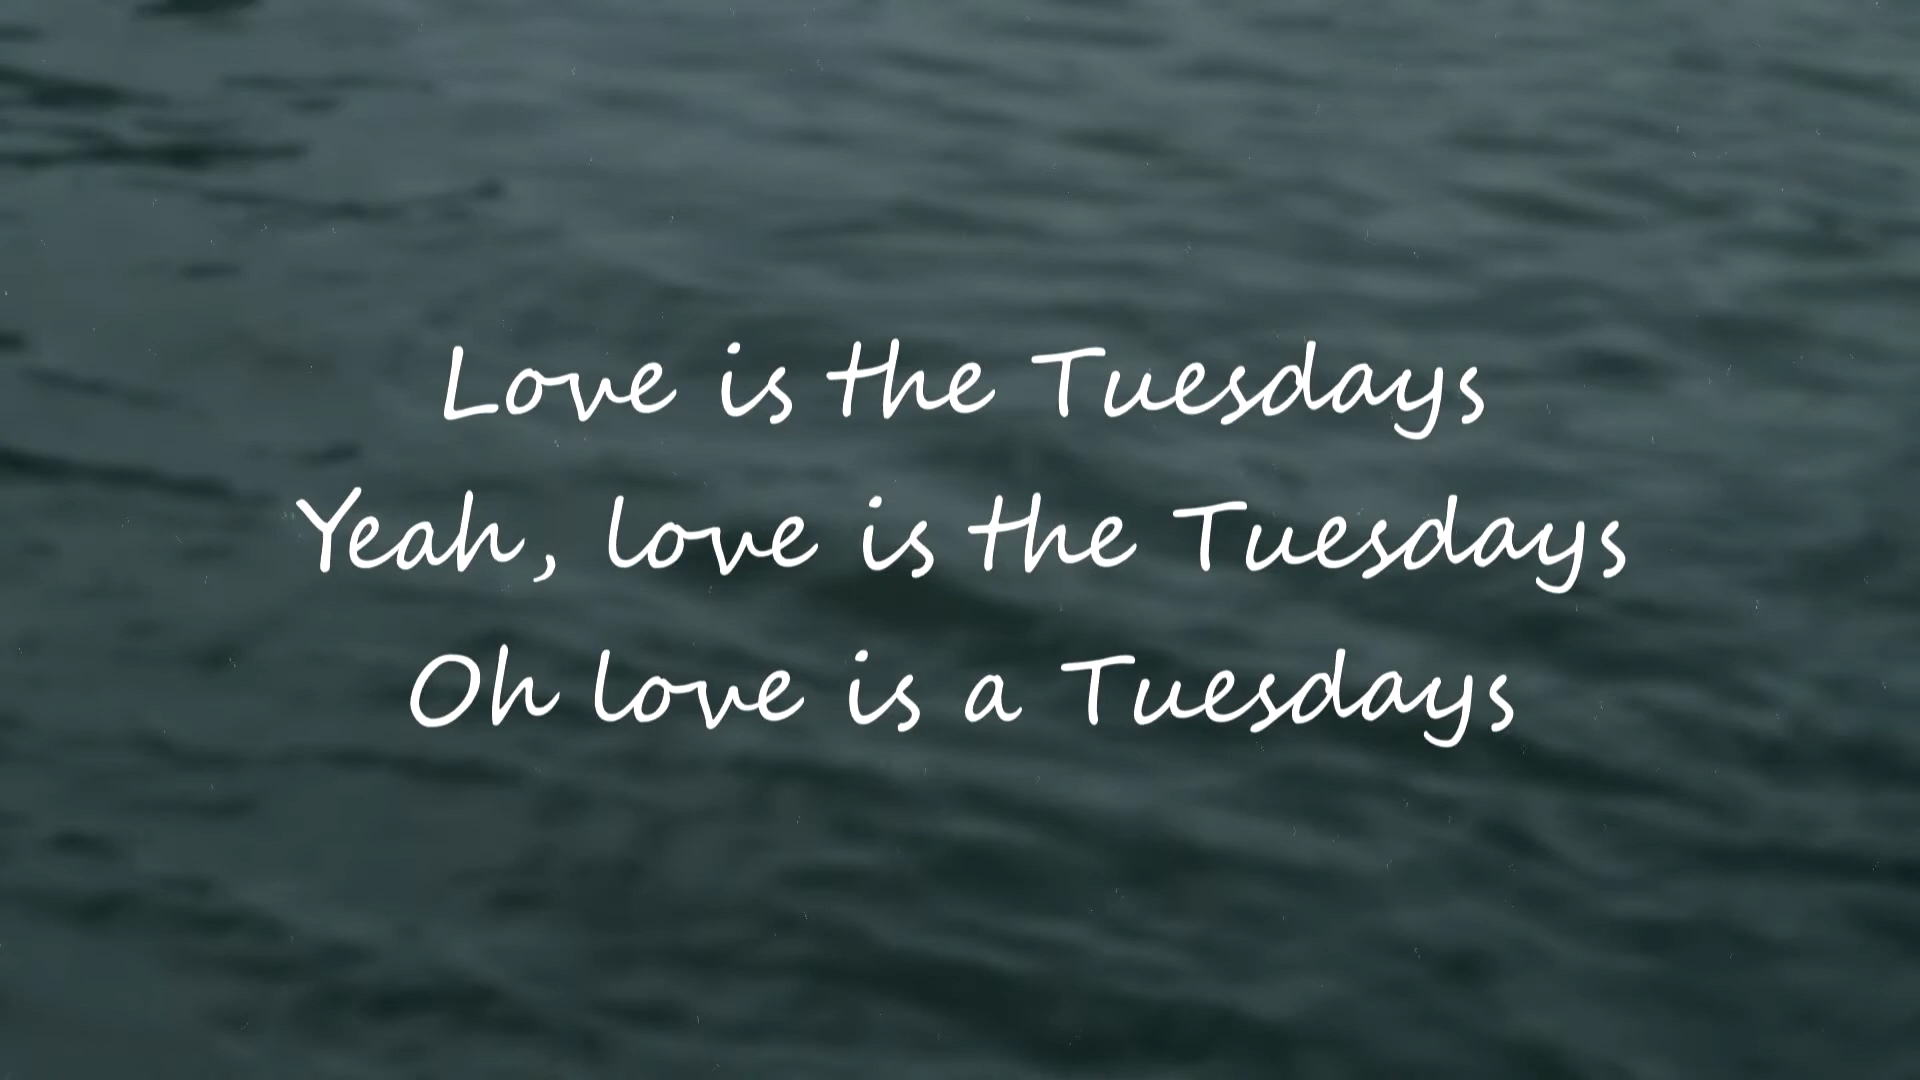 Love is the Tuesdays
Yeah, love is the Tuesdays
Oh love is a Tuesdays